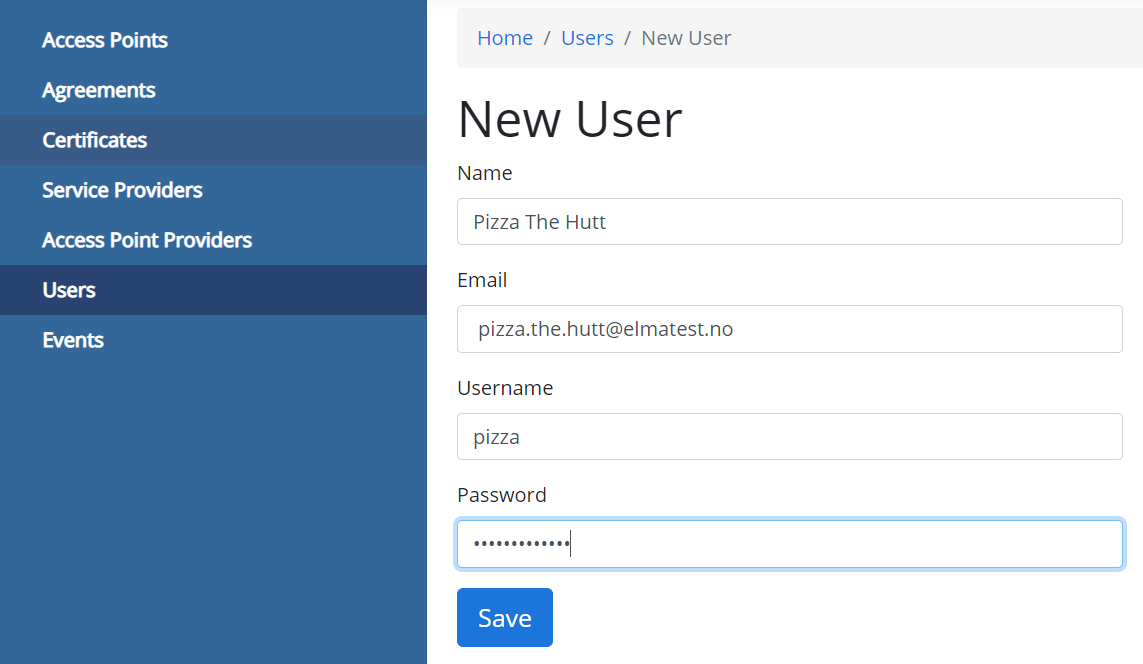 Access Points
Agreements
Certificates
Service Providers
Access Point Providers
Users
Events
Home / Users / New User
New User
Name
Pizza The Hutt
Email
pizza.the.hutt@elmatest.no
Username
pizza
Password
•••••••••••••
Save